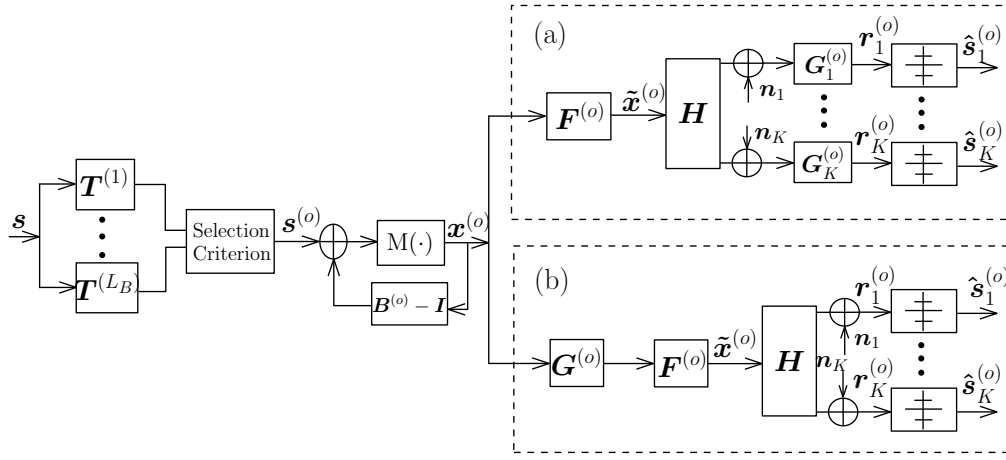 s
T^(1)
T^(L_B)
Selection
Criterion
s^(o)
M(·)
x^(o)
B^(o) − I
(a)
F^(o)
x̃^(o)
H
n_1
n_K
G_1^(o)
G_K^(o)
r_1^(o)
r_K^(o)
ŝ_1^(o)
ŝ_K^(o)
(b)
G^(o)
F^(o)
x̃^(o)
H
n_1
n_K
r_1^(o)
r_K^(o)
ŝ_1^(o)
ŝ_K^(o)